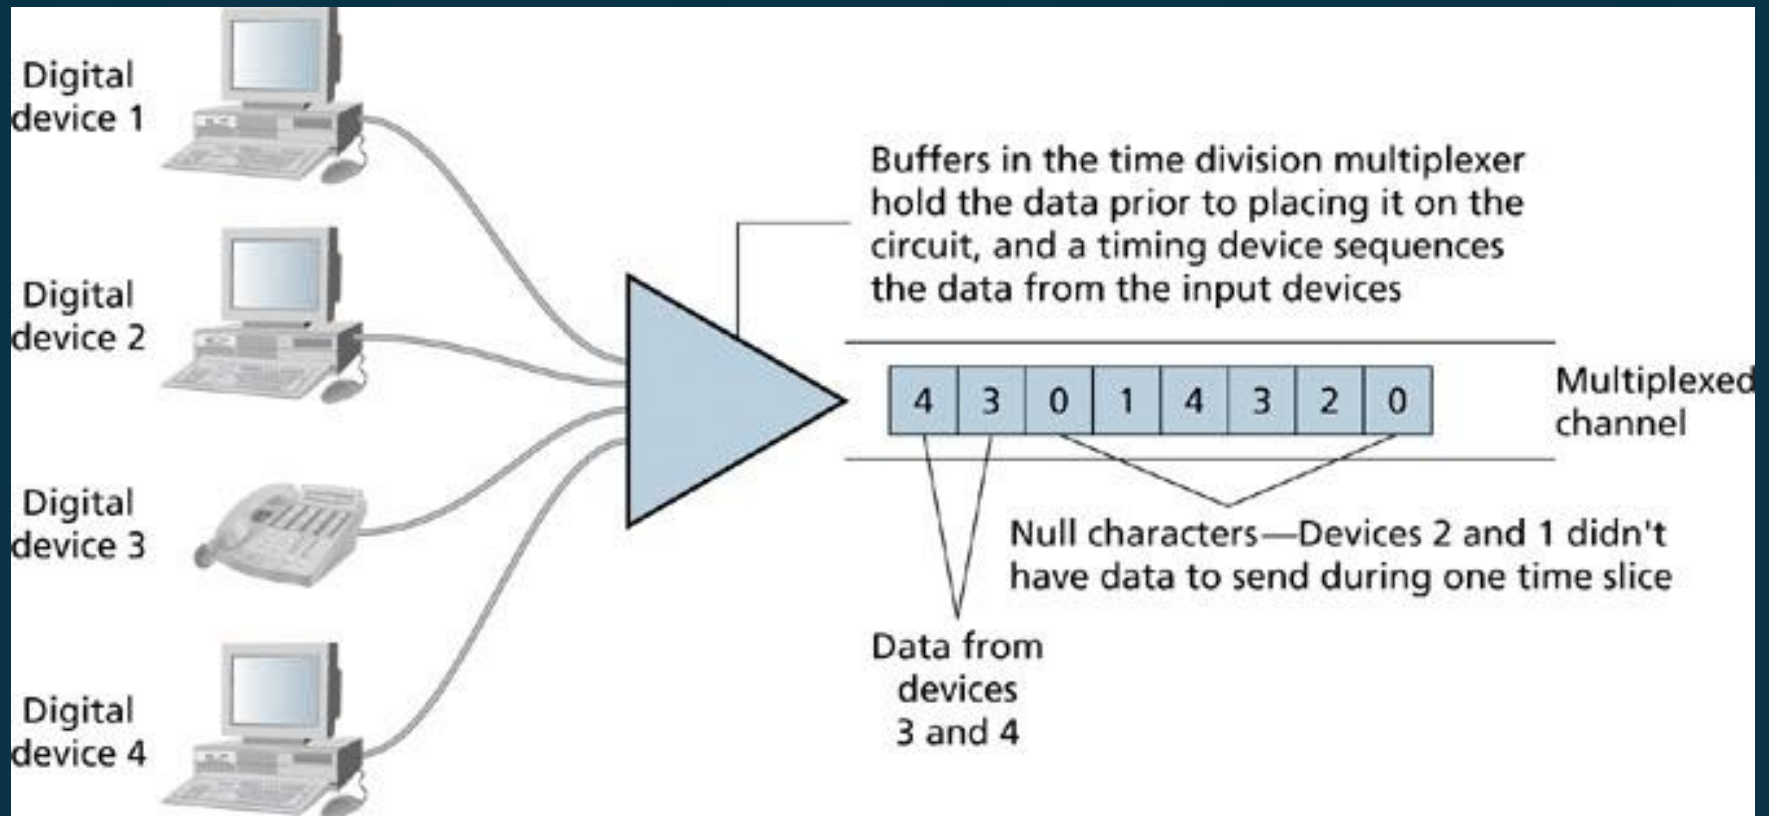 Digital
device 1
Digital
device 2
Digital
device 3
Digital
device 4
Buffers in the time division multiplexer
hold the data prior to placing it on the
circuit, and a timing device sequences
the data from the input devices
4 3 0 1 4 3 2 0
Multiplexed
channel
Null characters—Devices 2 and 1 didn't
have data to send during one time slice
Data from
devices
3 and 4